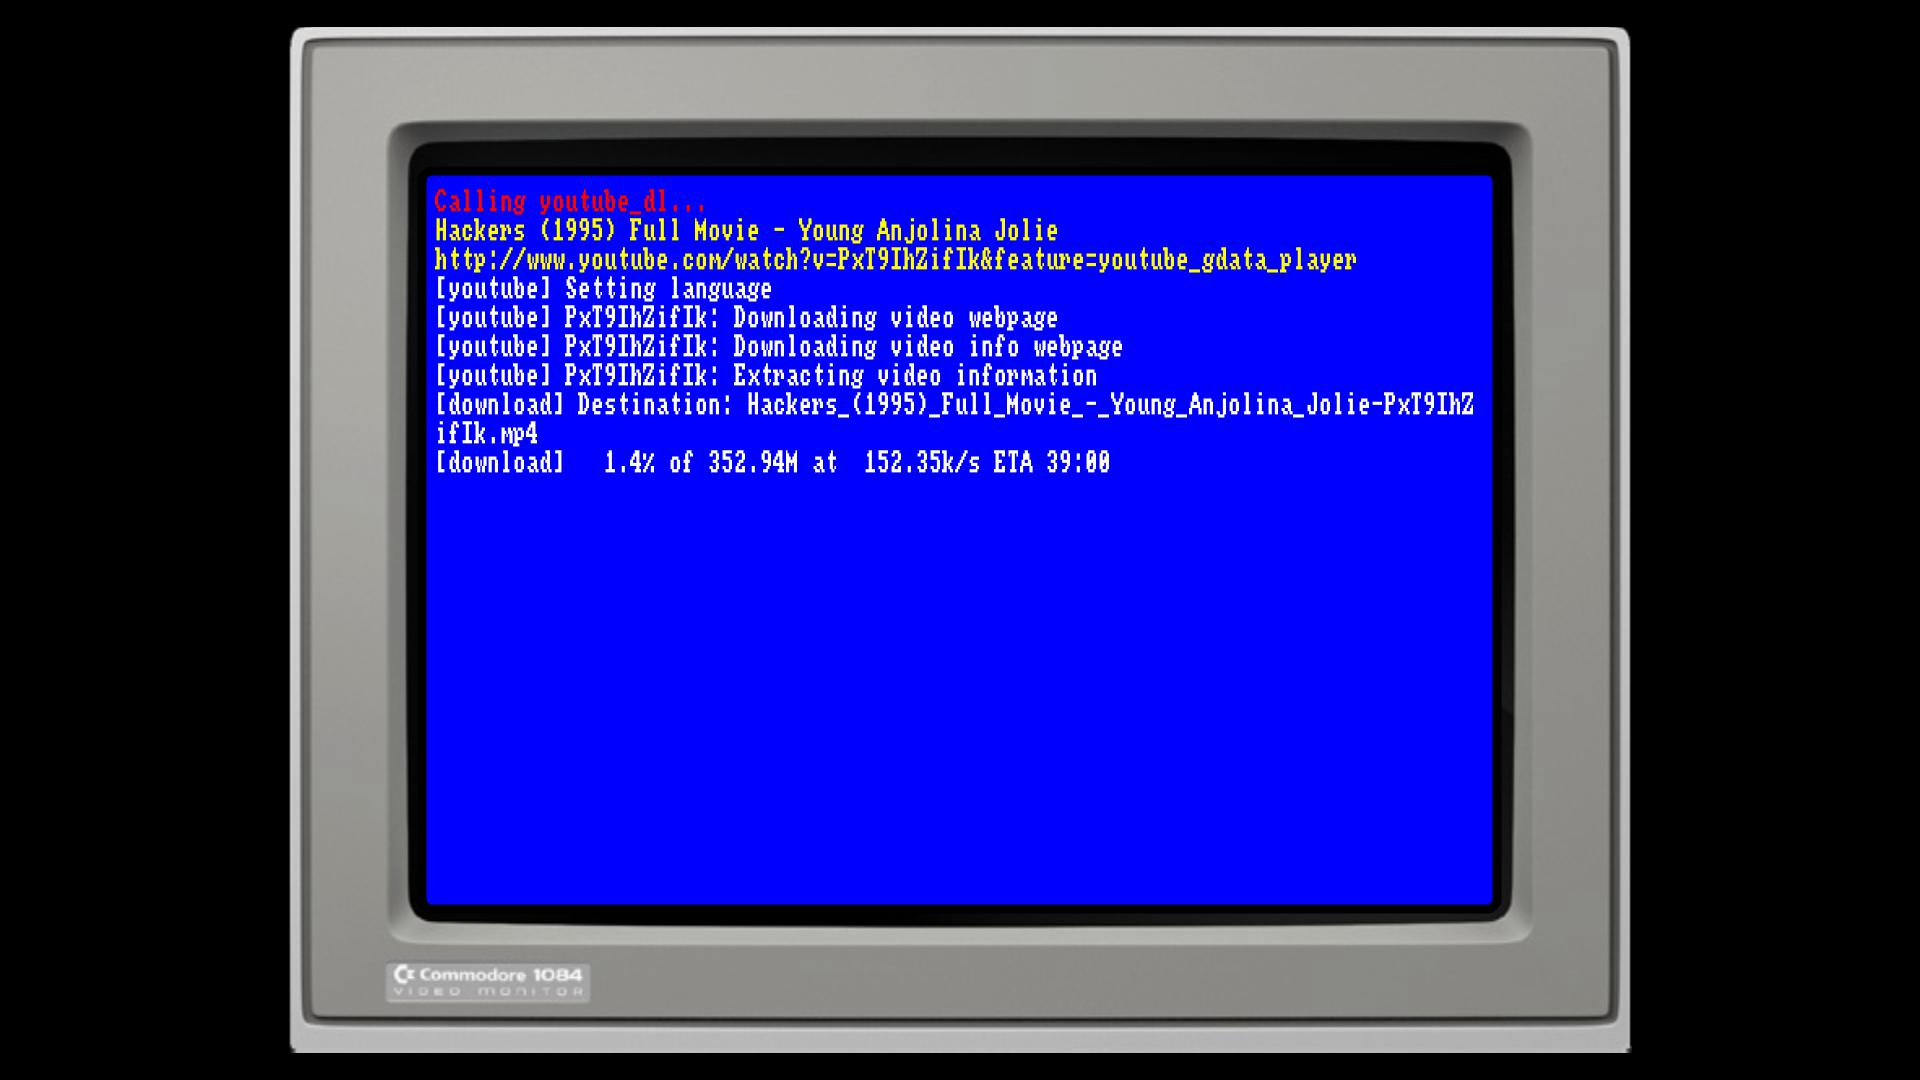 Calling youtube_dl...
Hackers (1995) Full Movie - Young Anjolina Jolie
http://www.youtube.com/watch?v=PxT9IhZifIk&feature=youtube_gdata_player
[youtube] Setting language
[youtube] PxT9IhZifIk: Downloading video webpage
[youtube] PxT9IhZifIk: Downloading video info webpage
[youtube] PxT9IhZifIk: Extracting video information
[download] Destination: Hackers_(1995)_Full_Movie_-_Young_Anjolina_Jolie-PxT9IhZ
ifIk.mp4
[download]   1.4% of 352.94M at  152.35k/s ETA 39:00
Commodore 1084
VIDEO MONITOR